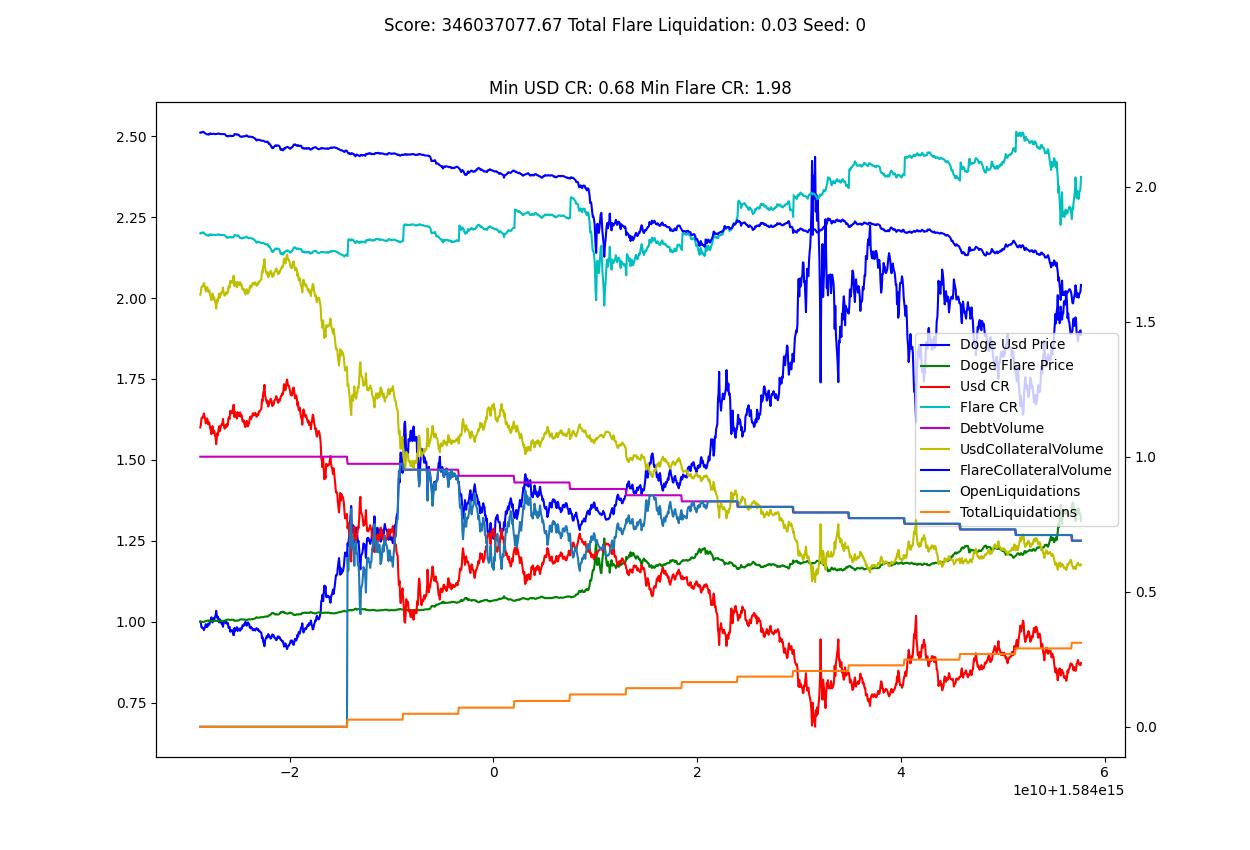 Score: 346037077.67 Total Flare Liquidation: 0.03 Seed: 0
Min USD CR: 0.68 Min Flare CR: 1.98
2.50
2.25
2.00
1.75
1.50
1.25
1.00
0.75
2.0
1.5
1.0
0.5
0.0
Doge Usd Price
Doge Flare Price
Usd CR
Flare CR
DebtVolume
UsdCollateralVolume
FlareCollateralVolume
OpenLiquidations
TotalLiquidations
−2 0 2 4 6
1e10+1.584e15